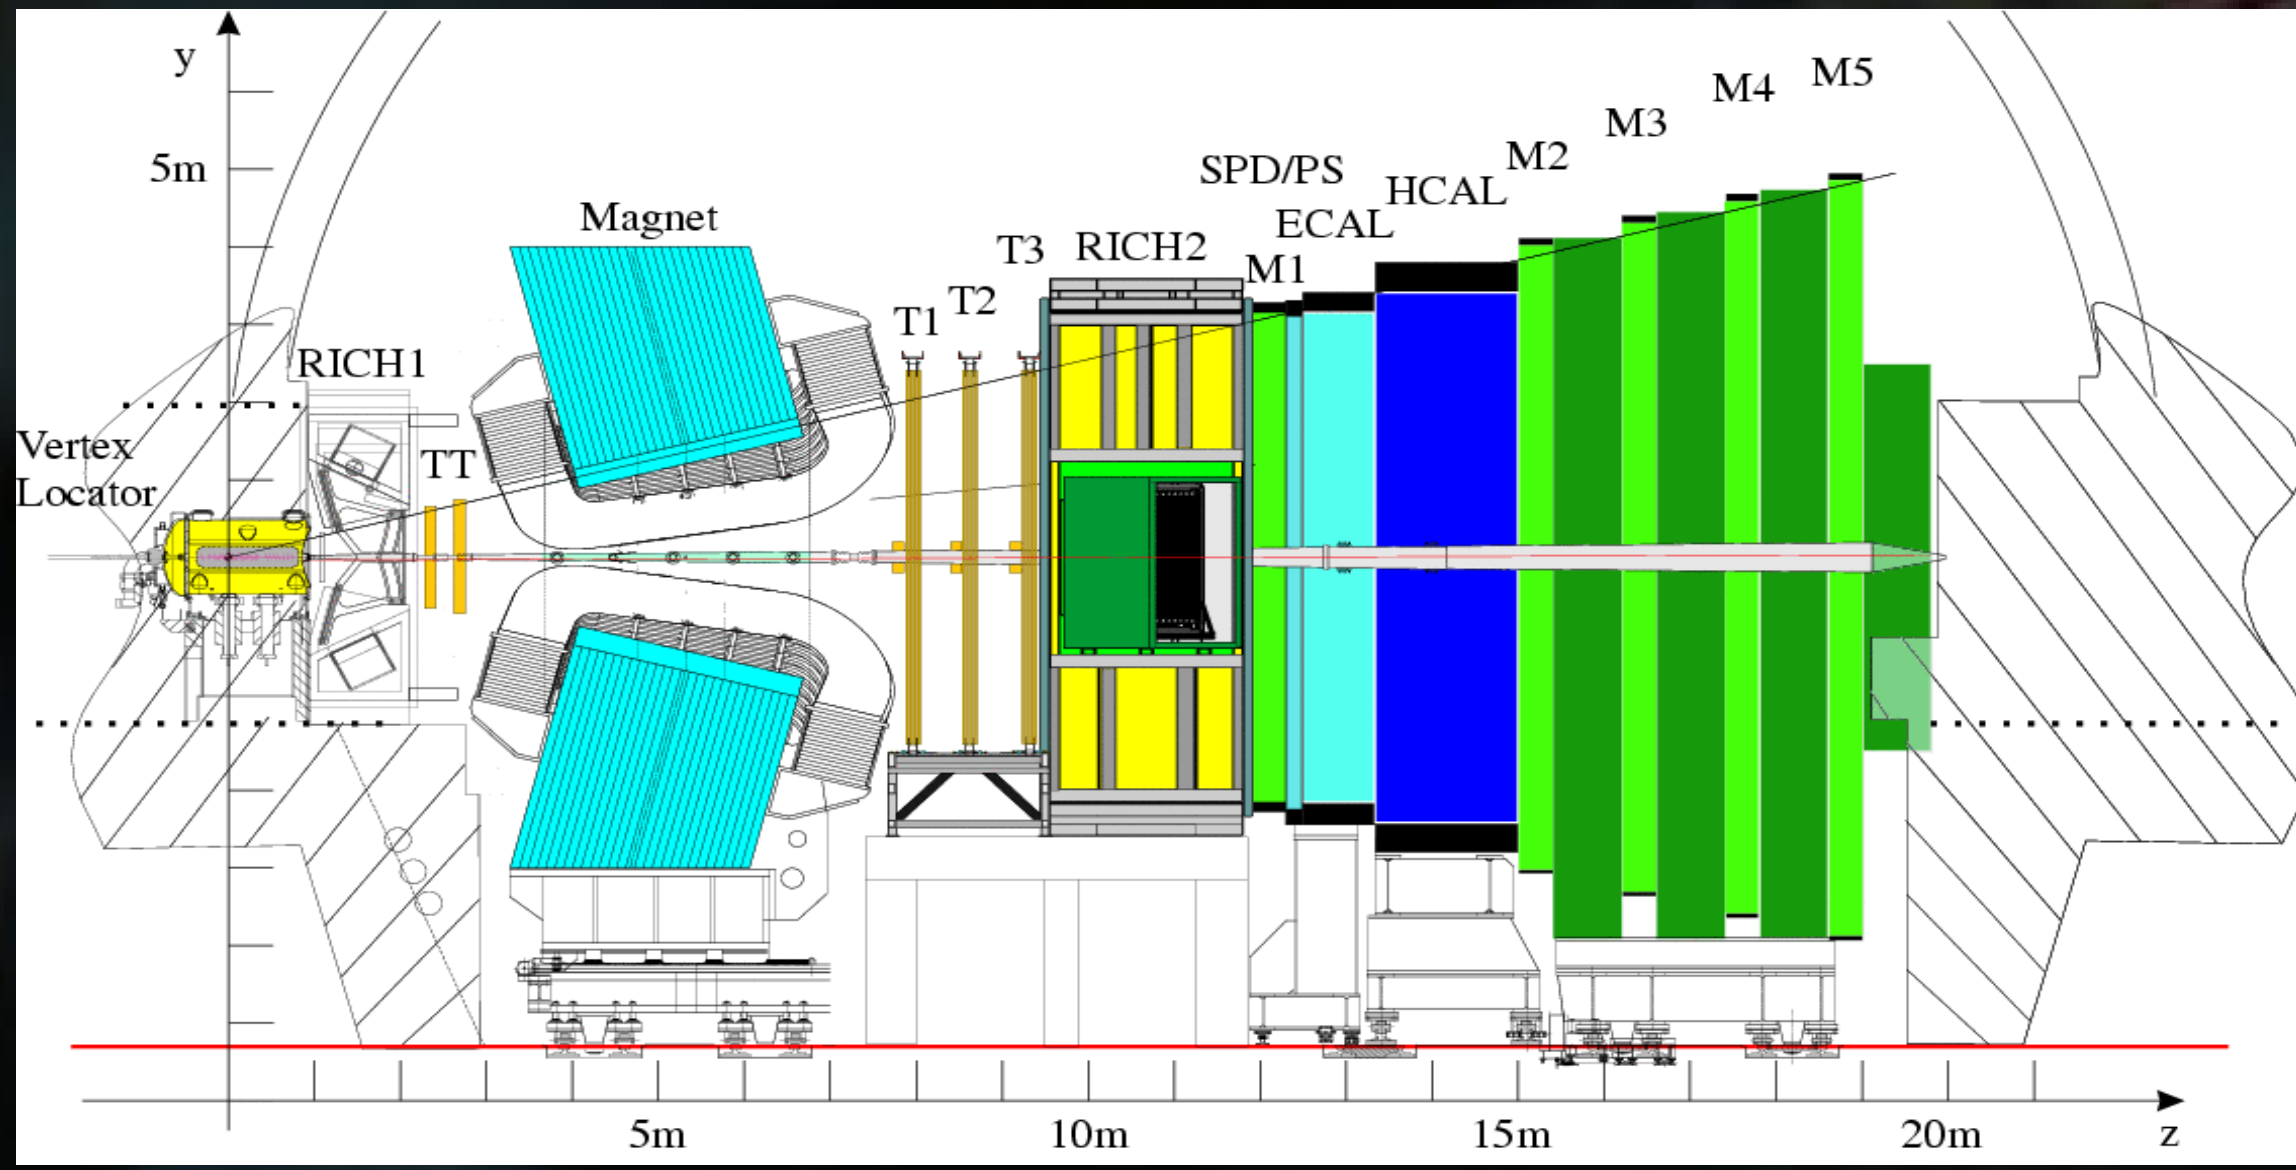 y
5m
Magnet
RICH1
Vertex
Locator
TT
T1
T2
T3
RICH2
M1
SPD/PS
ECAL
HCAL
M2
M3
M4
M5
5m
10m
15m
20m
z